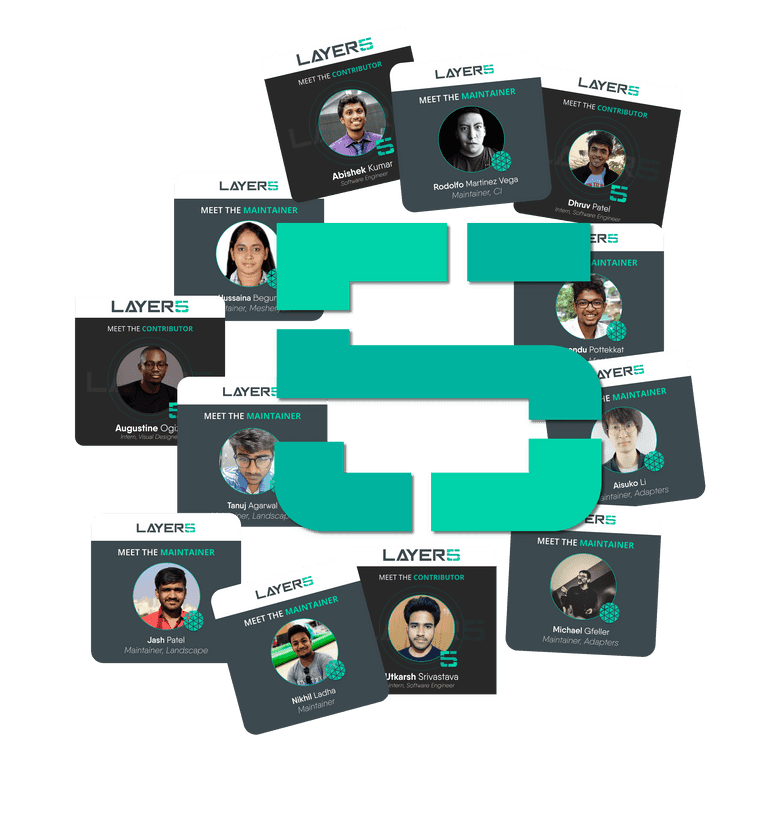 LAYER5
MEET THE CONTRIBUTOR
Abishek Kumar
Software Engineer
LAYER5
MEET THE MAINTAINER
Rodolfo Martinez Vega
Maintainer, CI
LAYER5
MEET THE CONTRIBUTOR
Dhruv Patel
Intern, Software Engineer
LAYER5
MEET THE MAINTAINER
Begum
MAINTAINER
Pottekkat
LAYER5
MEET THE CONTRIBUTOR
Augustine
Intern, Visual Designer
LAYER5
MEET THE MAINTAINER
Tanuj Agarwal
MAINTAINER
Aisuko Li
Adapters
LAYER5
MEET THE MAINTAINER
Jash Patel
Maintainer, Landscape
LAYER5
MEET THE MAINTAINER
Nikhil Ladha
Maintainer
LAYER5
MEET THE CONTRIBUTOR
Utkarsh Srivastava
Intern, Software Engineer
MEET THE MAINTAINER
Michael Gfeller
Maintainer, Adapters